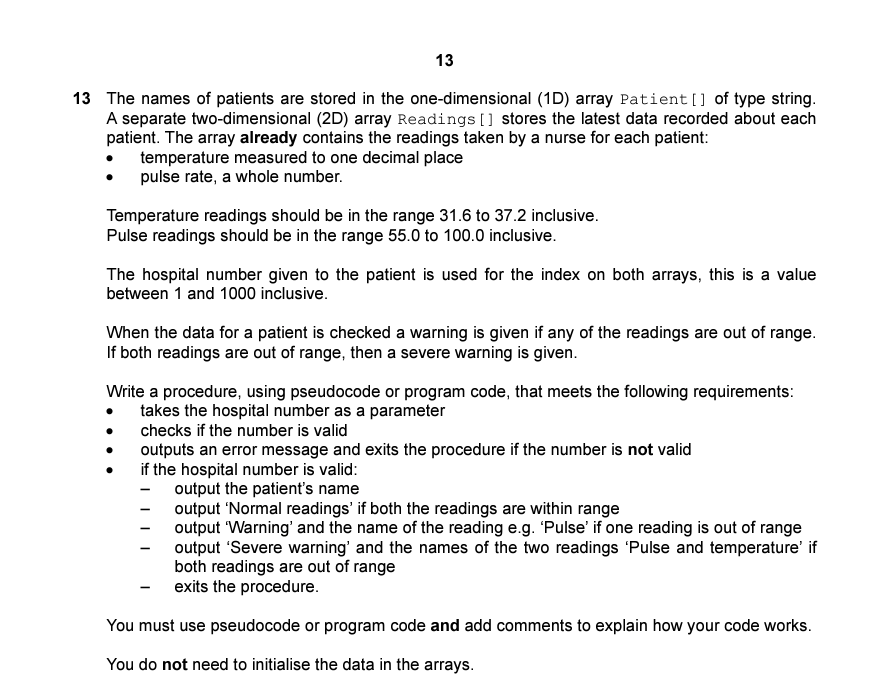 13
13 The names of patients are stored in the one-dimensional (1D) array Patient[] of type string.
A separate two-dimensional (2D) array Readings[] stores the latest data recorded about each
patient. The array already contains the readings taken by a nurse for each patient:
• temperature measured to one decimal place
• pulse rate, a whole number.
Temperature readings should be in the range 31.6 to 37.2 inclusive.
Pulse readings should be in the range 55.0 to 100.0 inclusive.
The hospital number given to the patient is used for the index on both arrays, this is a value
between 1 and 1000 inclusive.
When the data for a patient is checked a warning is given if any of the readings are out of range.
If both readings are out of range, then a severe warning is given.
Write a procedure, using pseudocode or program code, that meets the following requirements:
• takes the hospital number as a parameter
• checks if the number is valid
• outputs an error message and exits the procedure if the number is not valid
• if the hospital number is valid:
– output the patient’s name
– output ‘Normal readings’ if both the readings are within range
– output ‘Warning’ and the name of the reading e.g. ‘Pulse’ if one reading is out of range
– output ‘Severe warning’ and the names of the two readings ‘Pulse and temperature’ if
both readings are out of range
– exits the procedure.
You must use pseudocode or program code and add comments to explain how your code works.
You do not need to initialise the data in the arrays.